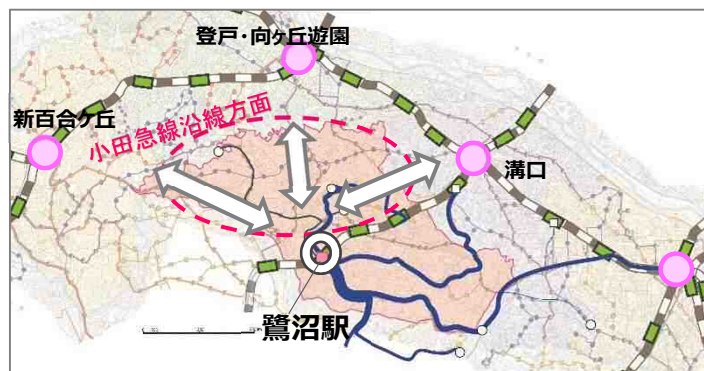 登戸・向ヶ丘遊園
新百合ヶ丘
小田急線沿線方面
溝口
鷺沼駅